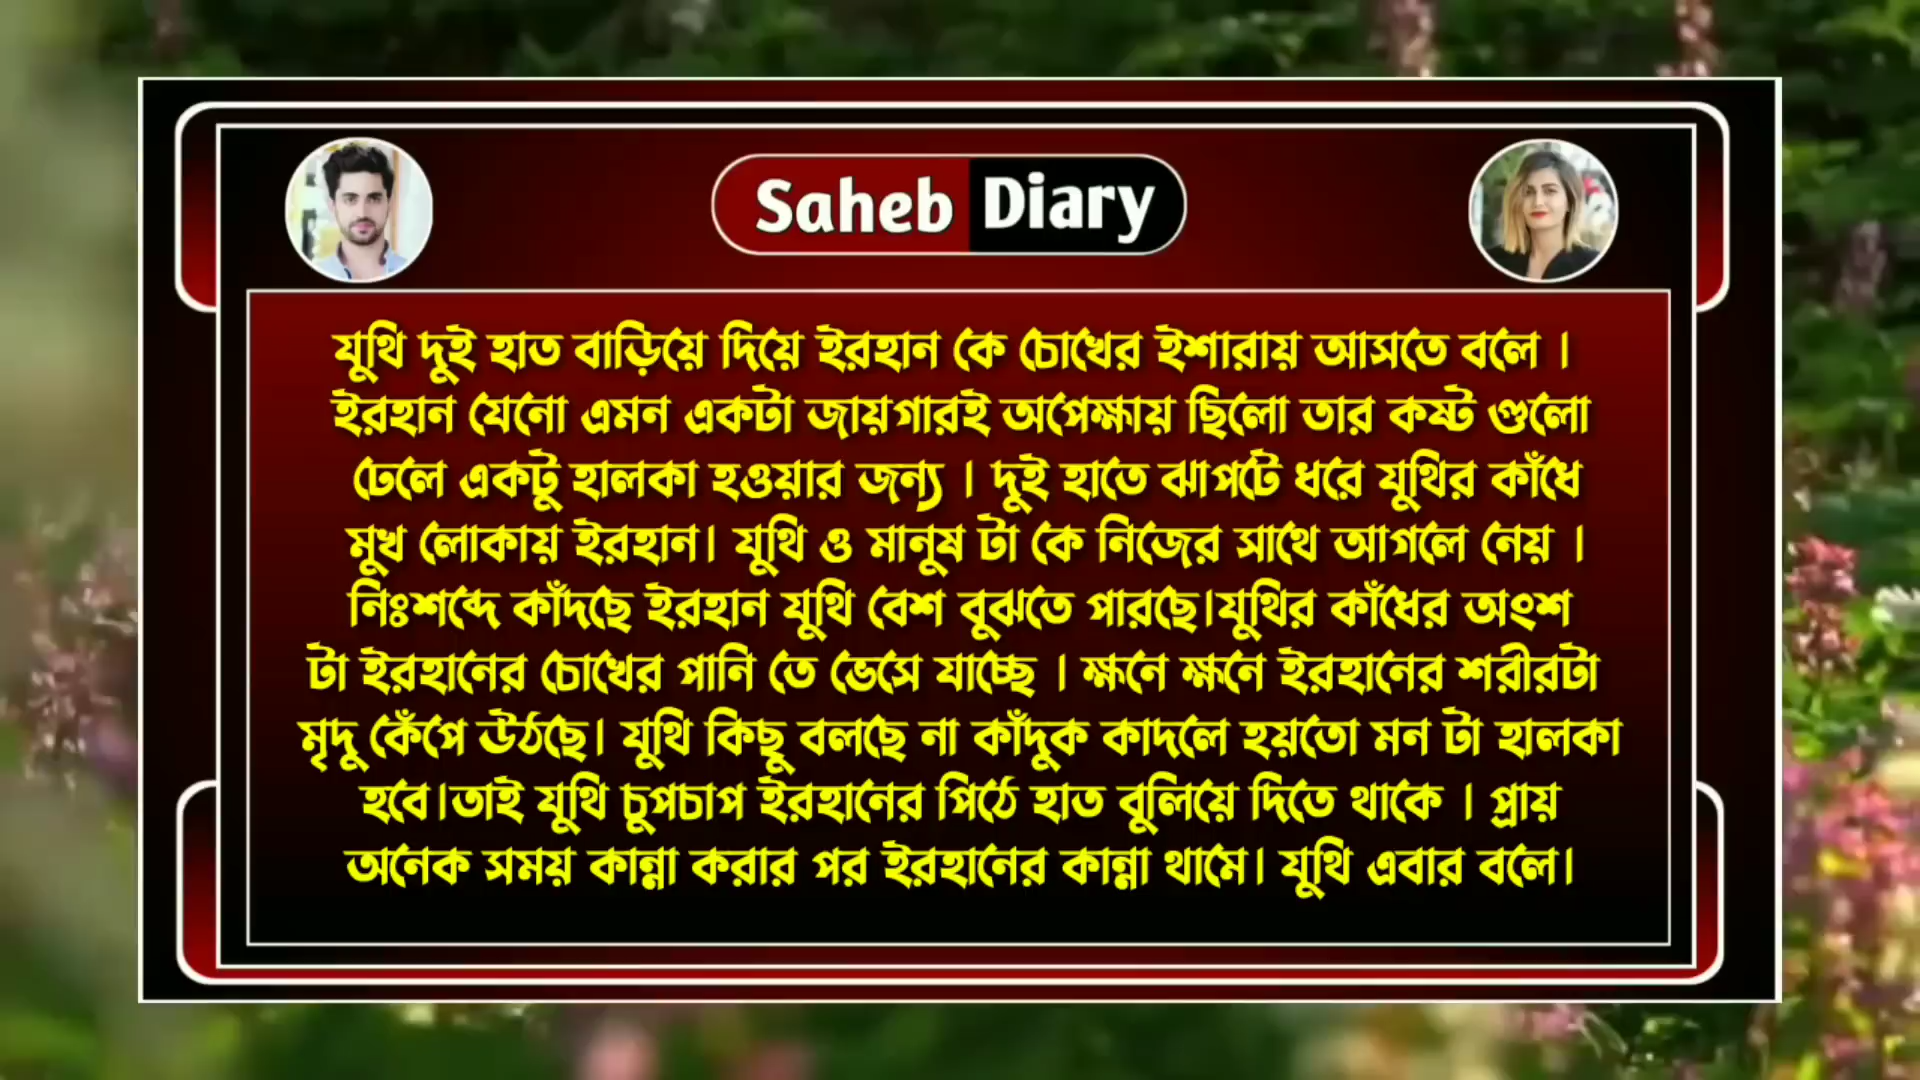 Saheb Diary
যুথি দুই হাত বাড়িয়ে দিয়ে ইরহান কে চোখের ইশারায় আসতে বলে ।
ইরহান যেনো এমন একটা জায়গারই অপেক্ষায় ছিলো তার কষ্ট গুলো
ঢেলে একটু হালকা হওয়ার জন্য । দুই হাতে ঝাপটে ধরে যুথির কাঁধে
মুখ লোকায় ইরহান। যুথি ও মানুষ টা কে নিজের সাথে আগলে নেয় ।
নিঃশব্দে কাঁদছে ইরহান যুথি বেশ বুঝতে পারছে।যুথির কাঁধের অংশ
টা ইরহানের চোখের পানি তে ভেসে যাচ্ছে । ক্ষনে ক্ষনে ইরহানের শরীরটা
মৃদু কেঁপে উঠছে। যুথি কিছু বলছে না কাঁদুক কাদলে হয়তো মন টা হালকা
হবে।তাই যুথি চুপচাপ ইরহানের পিঠে হাত বুলিয়ে দিতে থাকে । প্রায়
অনেক সময় কান্না করার পর ইরহানের কান্না থামে। যুথি এবার বলে।